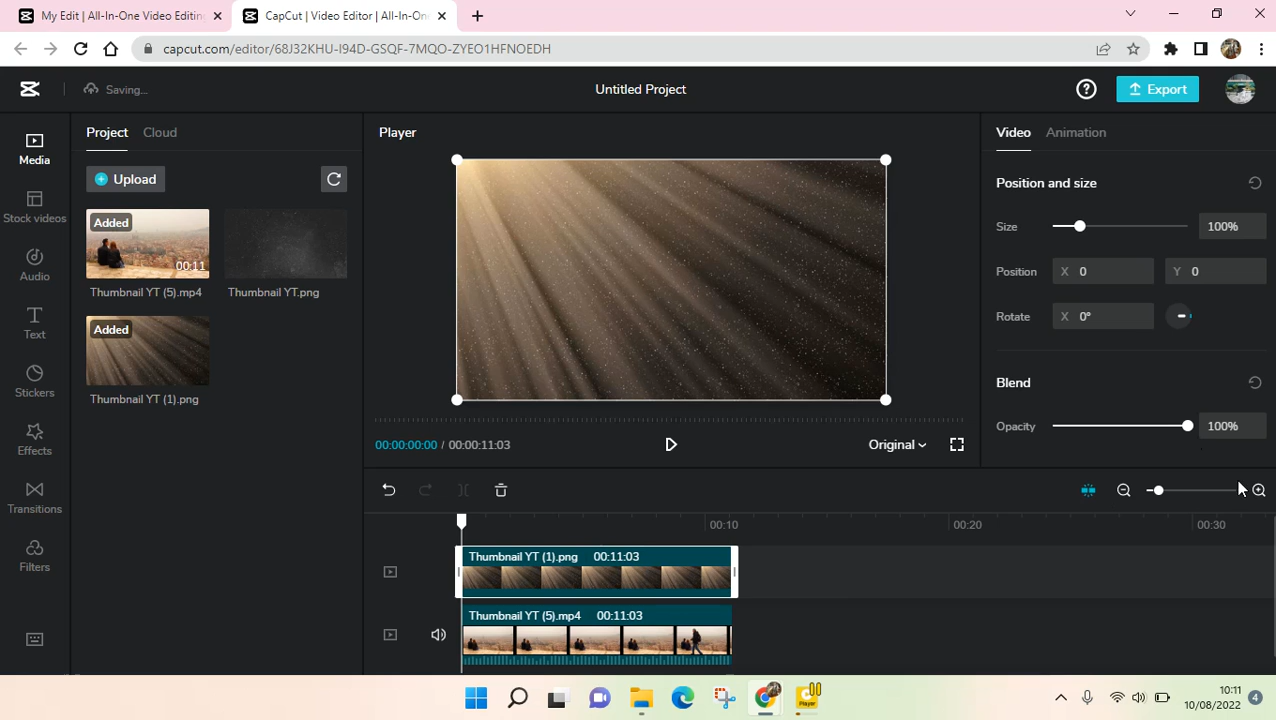 My Edit | All-In-One Video Editing
CapCut | Video Editor | All-In-One
capcut.com/editor/68J32KHU-I94D-GSQF-7MQO-ZYEO1HFNOEDH
Saving...
Untitled Project
Export
Media
Stock videos
Audio
Text
Stickers
Effects
Transitions
Filters
Project
Cloud
Upload
Added
00:11
Thumbnail YT (5).mp4
Thumbnail YT.png
Added
Thumbnail YT (1).png
Player
00:00:00:00 / 00:00:11:03
Original
Video
Animation
Position and size
Size
100%
Position
X 0
Y 0
Rotate
X 0°
Blend
Opacity
100%
00:10
00:20
00:30
Thumbnail YT (1).png 00:11:03
Thumbnail YT (5).mp4 00:11:03
Player
10:11
10/08/2022
4